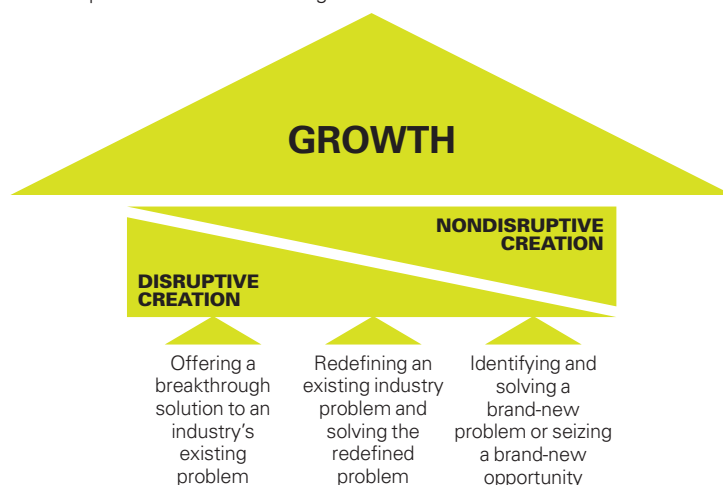 GROWTH
NONDISRUPTIVE
CREATION
DISRUPTIVE
CREATION
Offering a
breakthrough
solution to an
industry's
existing
problem
Redefining an
existing industry
problem and
solving the
redefined
problem
Identifying and
solving a
brand-new
problem or seizing
a brand-new
opportunity